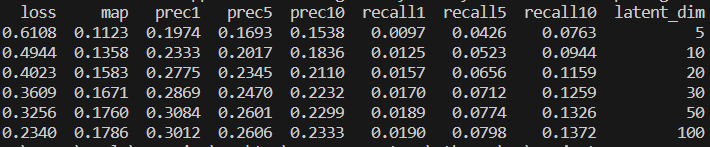 loss map prec1 prec5 prec10 recall1 recall5 recall10 latent_dim
0.6108 0.1123 0.1974 0.1693 0.1538 0.0097 0.0426 0.0763 5
0.4944 0.1358 0.2333 0.2017 0.1836 0.0125 0.0523 0.0944 10
0.4023 0.1583 0.2775 0.2345 0.2110 0.0157 0.0656 0.1159 20
0.3609 0.1671 0.2869 0.2470 0.2232 0.0170 0.0712 0.1259 30
0.3256 0.1760 0.3084 0.2601 0.2299 0.0189 0.0774 0.1326 50
0.2340 0.1786 0.3012 0.2606 0.2333 0.0190 0.0798 0.1372 100